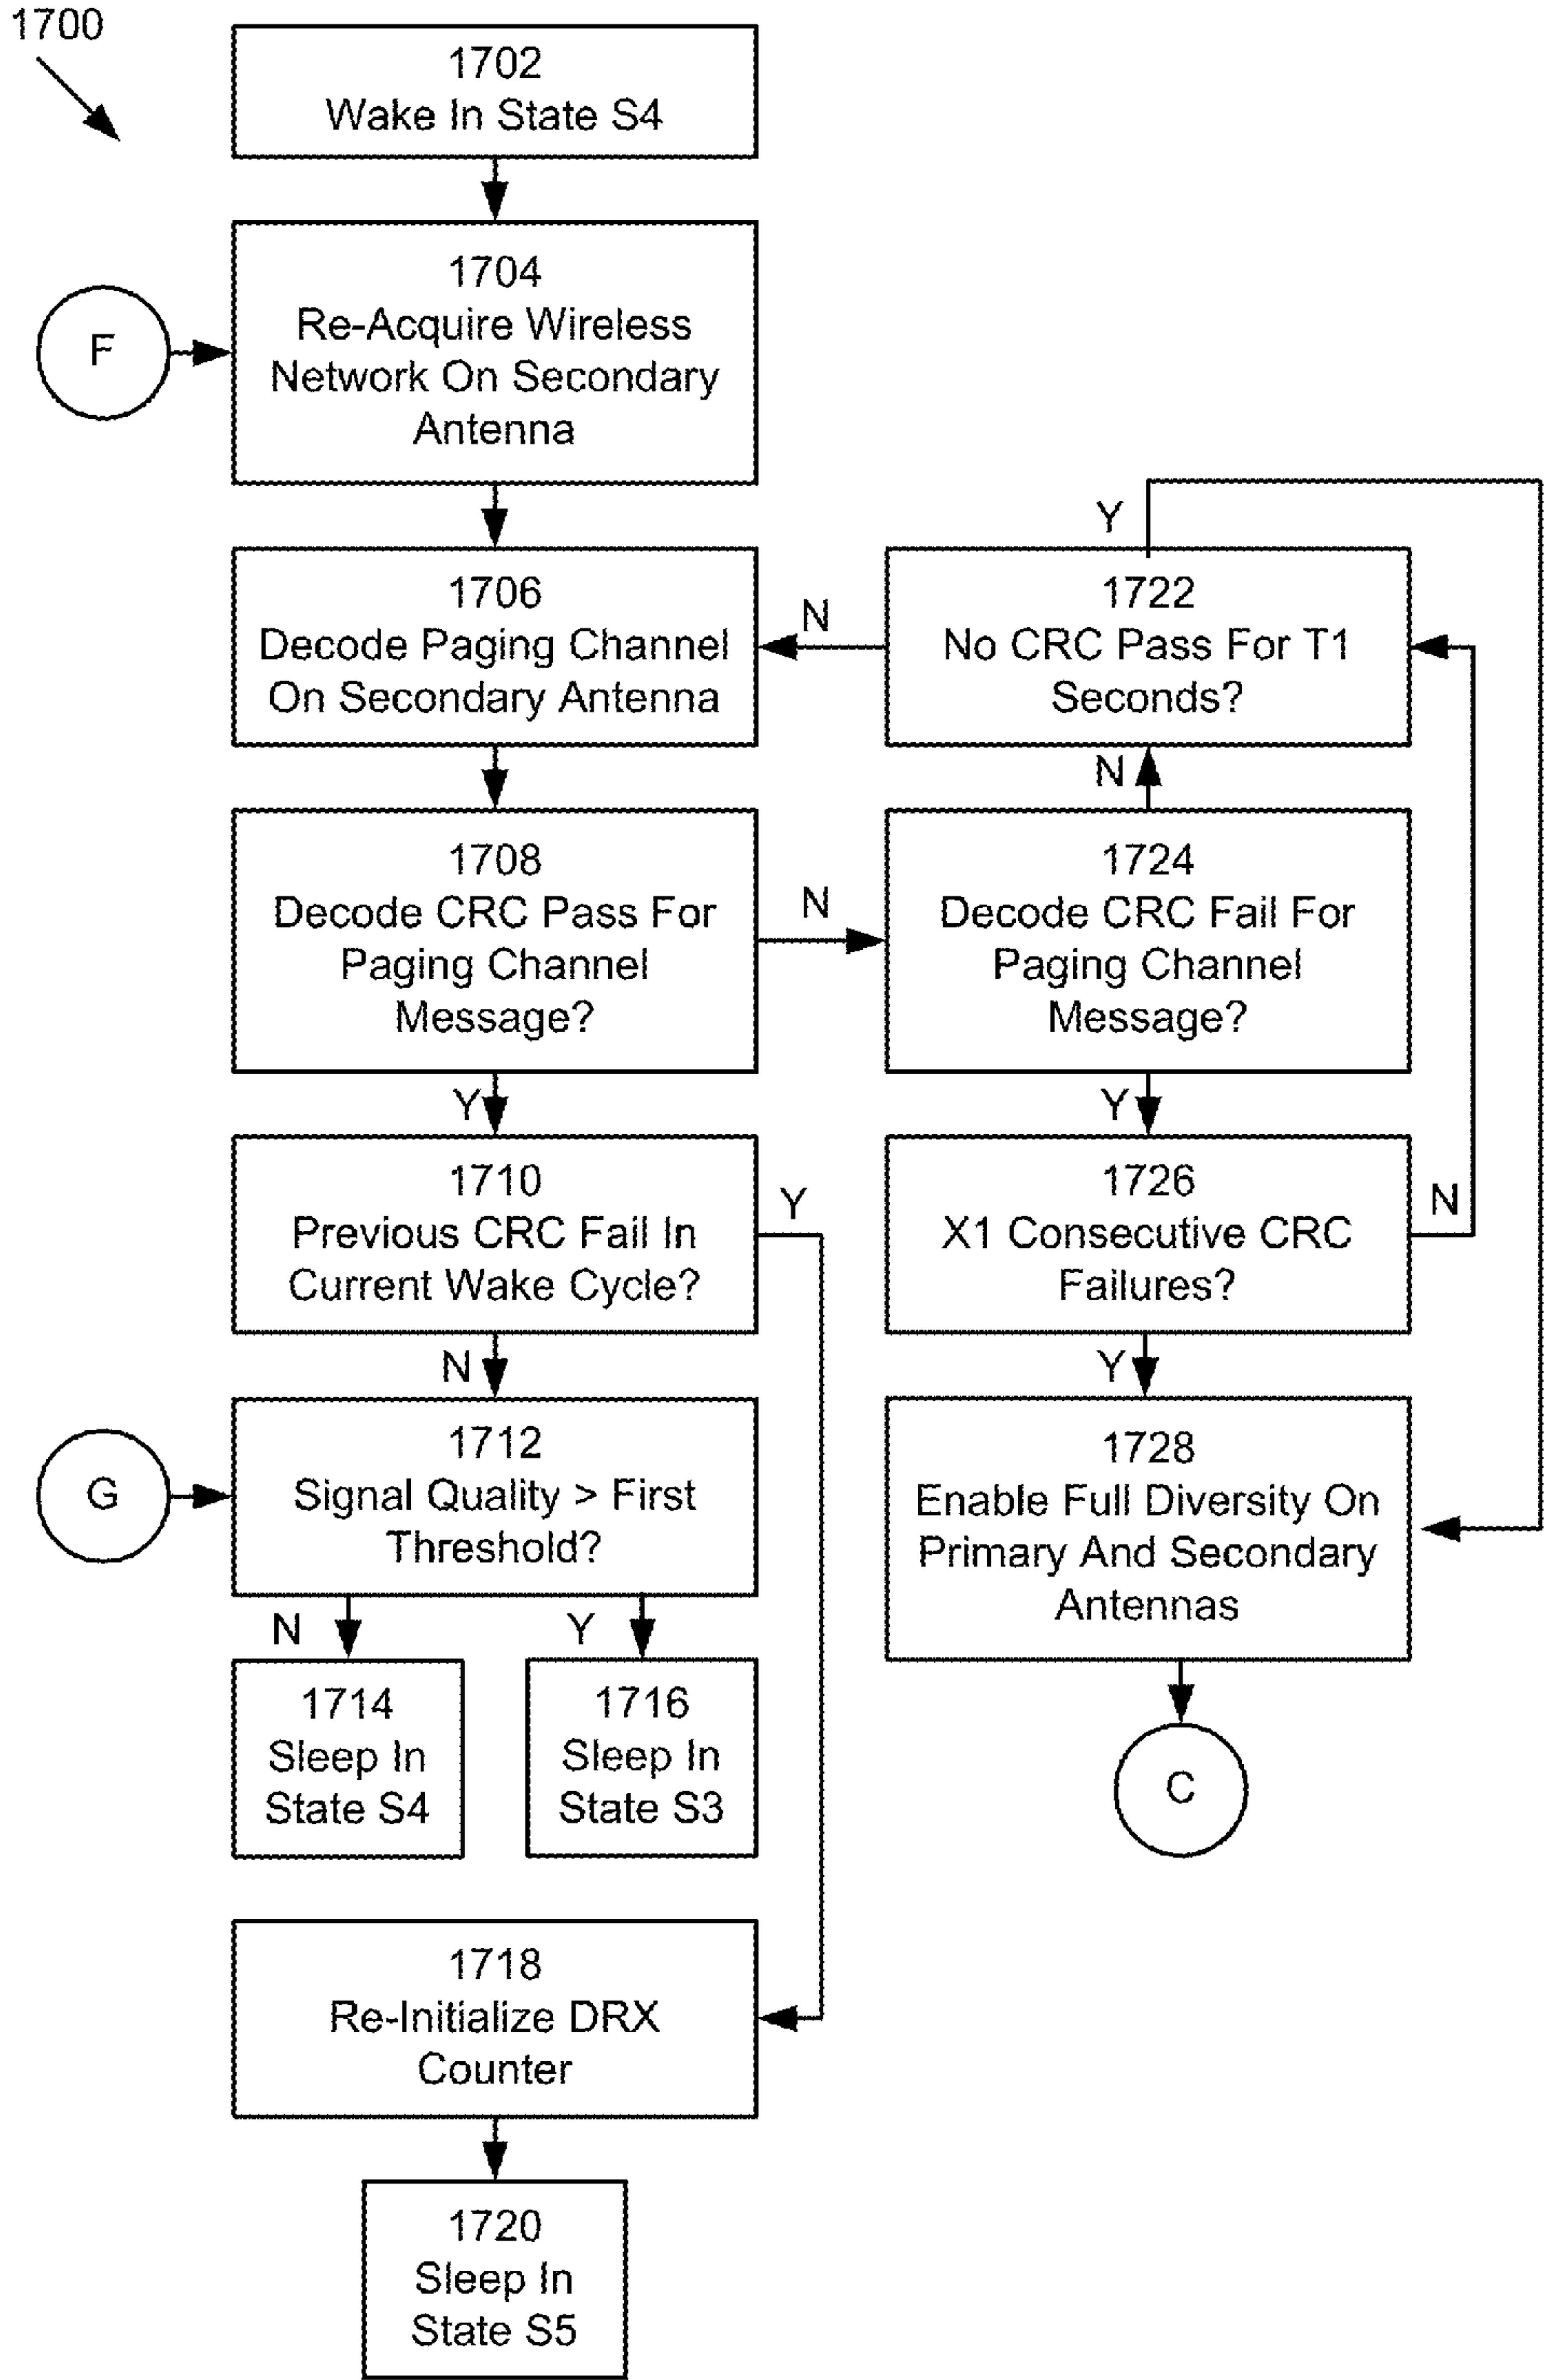 1700
1702
Wake In State S4
1704
Re-Acquire Wireless
Network On Secondary
Antenna
F
1706
Decode Paging Channel
On Secondary Antenna
N
Y
1722
No CRC Pass For T1
Seconds?
1708
Decode CRC Pass For
Paging Channel
Message?
N
N
1724
Decode CRC Fail For
Paging Channel
Message?
Y
1710
Previous CRC Fail In
Current Wake Cycle?
Y
Y
1726
X1 Consecutive CRC
Failures?
N
N
G
1712
Signal Quality > First
Threshold?
Y
1728
Enable Full Diversity On
Primary And Secondary
Antennas
N
Y
1714
Sleep In
State S4
1716
Sleep In
State S3
C
1718
Re-Initialize DRX
Counter
1720
Sleep In
State S5